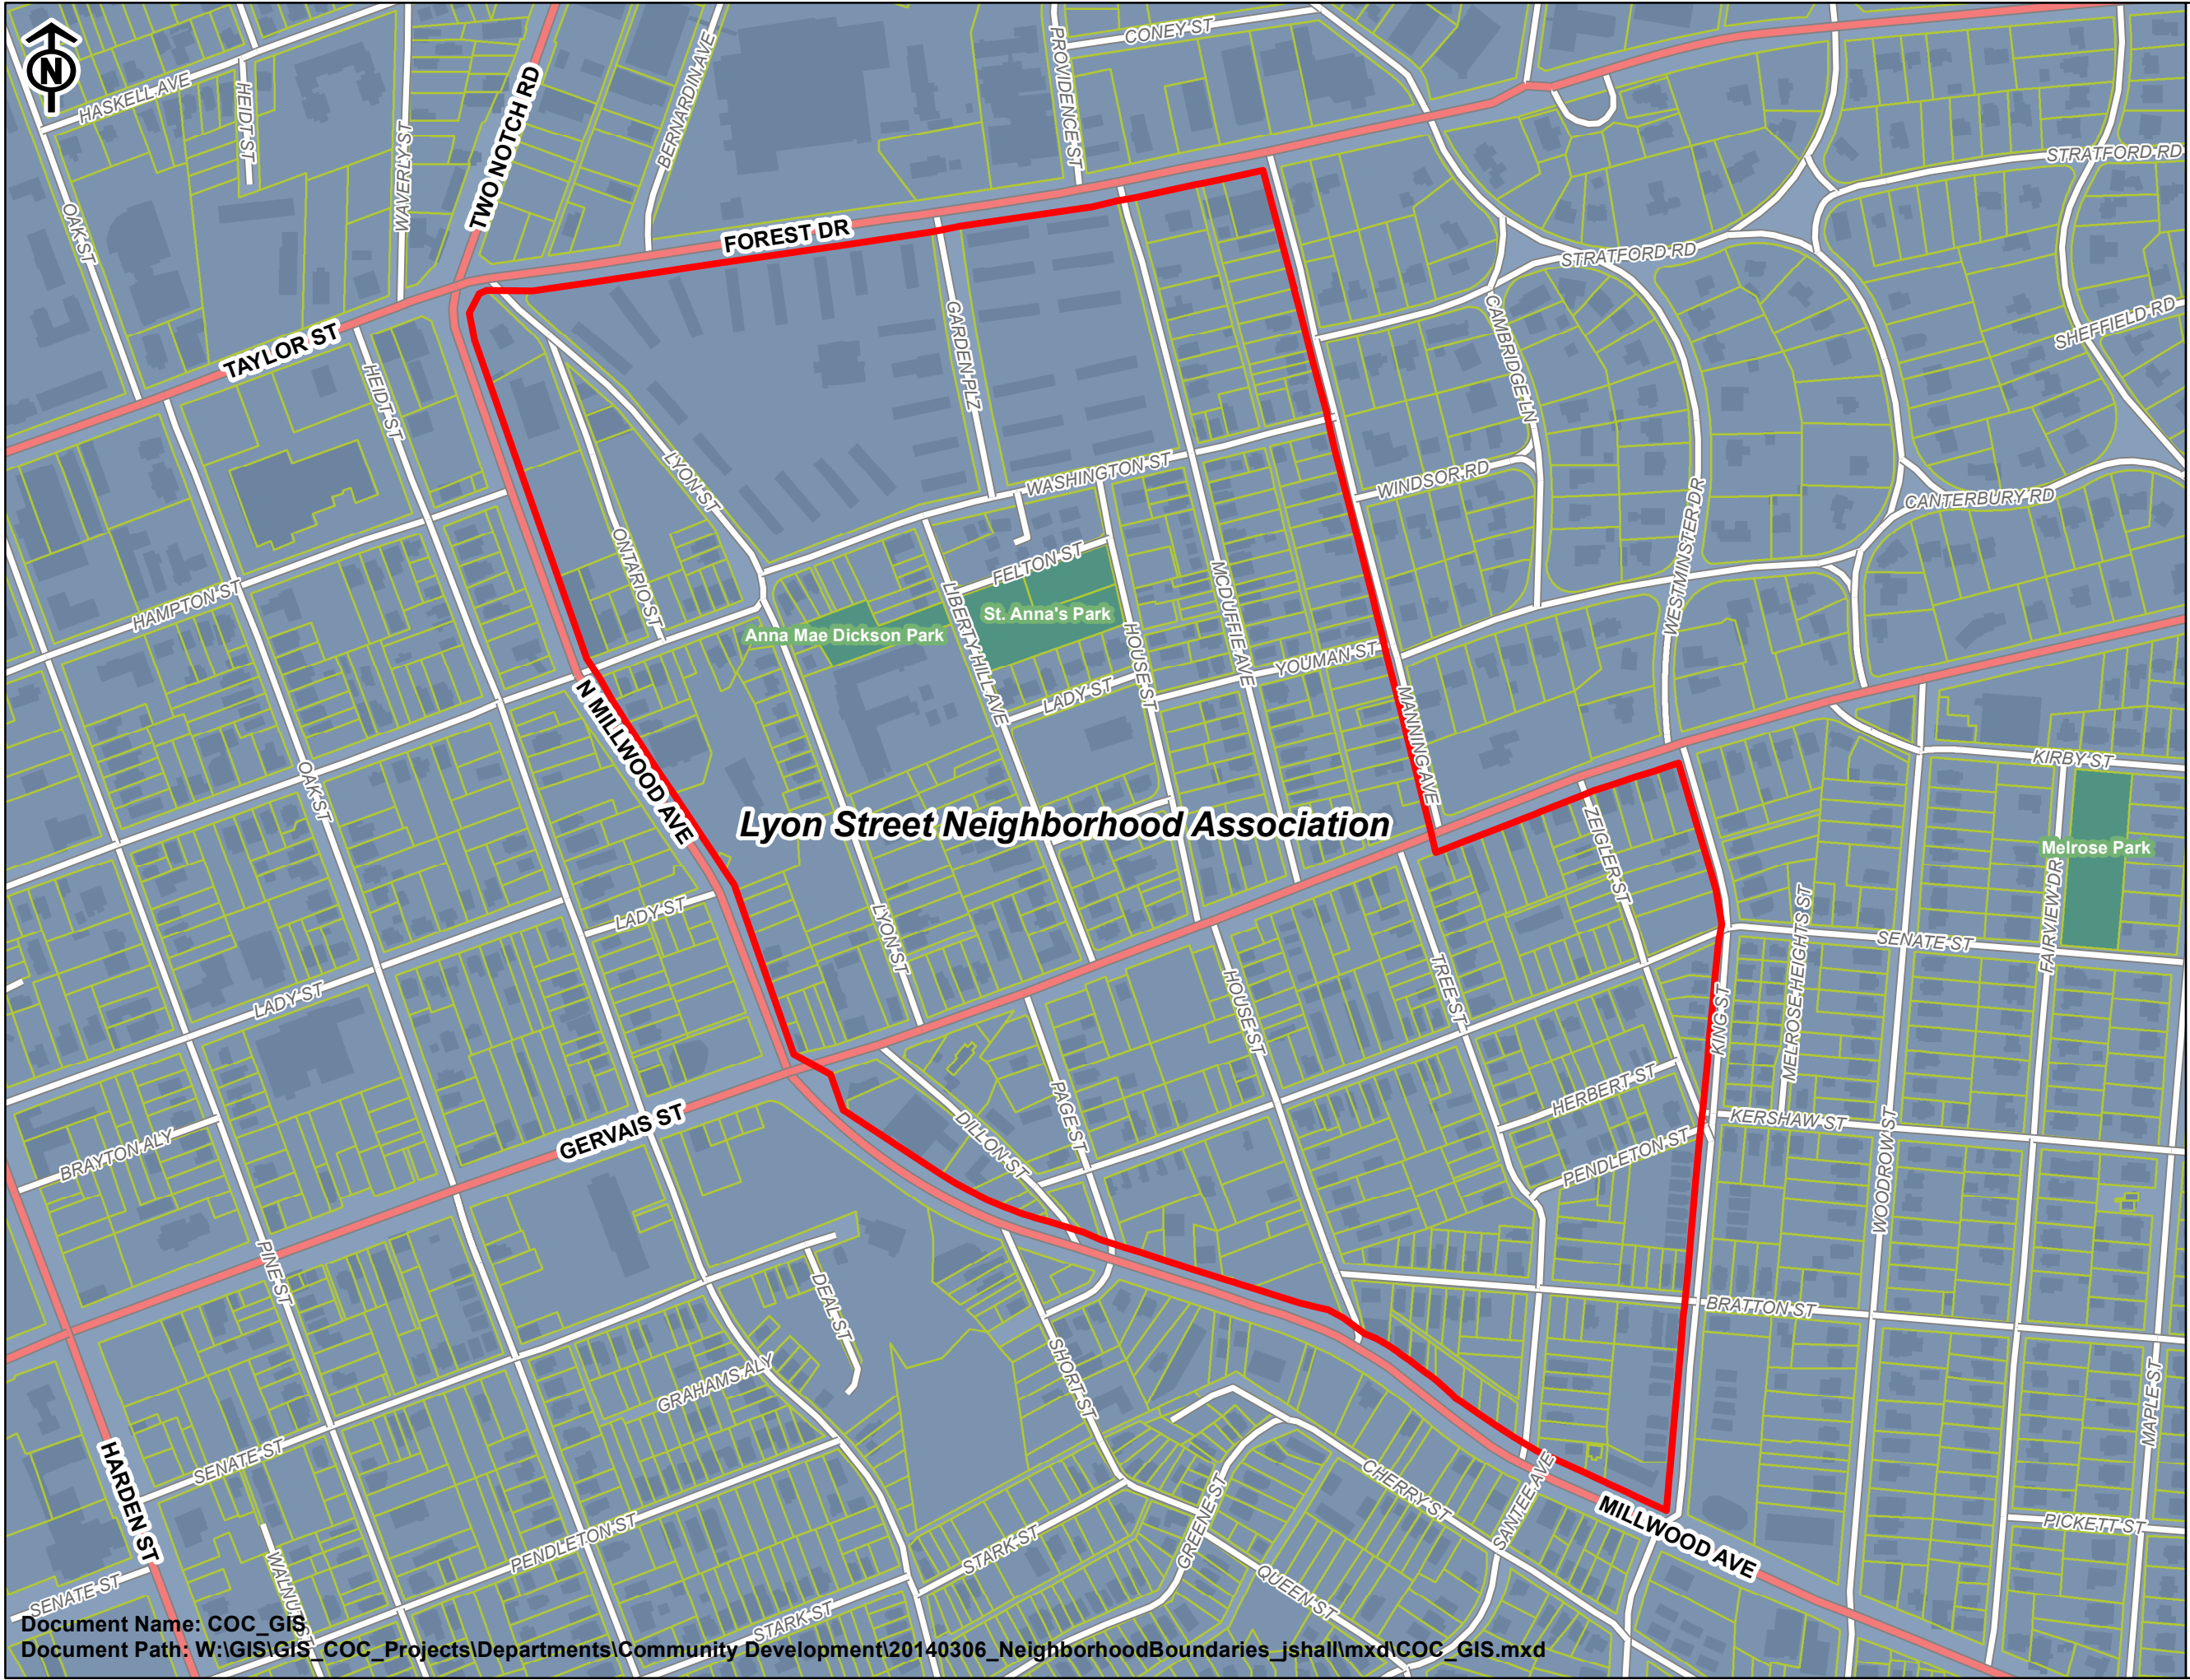 N
CONEY ST
PROVIDENCE ST
BERNARDIN AVE
TWO NOTCH RD
HASKELL AVE
HEIDT ST
WAVERLY ST
OAK ST
STRATFORD RD
FOREST DR
STRATFORD RD
TAYLOR ST
HEIDT ST
GARDEN PLZ
CAMBRIDGE LN
SHEFFIELD RD
LYON ST
WASHINGTON ST
WINDSOR RD
CANTERBURY RD
WESTMINISTER DR
ONTARIO ST
FELTON ST
MCDUFFIE AVE
HAMPTON ST
LIBERTY HILL AVE
St. Anna's Park
Anna Mae Dickson Park
HOUSE ST
YOUMAN ST
LADY ST
MANNING AVE
N MILLWOOD AVE
OAK ST
KIRBY ST
Lyon Street Neighborhood Association
ZEIGLER ST
Melrose Park
FAIRVIEW DR
LADY ST
LYON ST
MELROSE HEIGHTS ST
SENATE ST
LADY ST
TREE ST
HOUSE ST
KING ST
HERBERT ST
PAGE ST
DILLON ST
GERVAIS ST
KERSHAW ST
PENDLETON ST
BRAYTON ALY
WOODROW ST
PINE ST
DEAL ST
BRATTON ST
SHORT ST
GRAHAMS ALY
MAPLE ST
HARDEN ST
SENATE ST
CHERRY ST
SANTEE AVE
GREENE ST
MILLWOOD AVE
PICKETT ST
PENDLETON ST
STARK ST
QUEEN ST
WALNUT ST
SENATE ST
STARK ST
Document Name: COC_GIS
Document Path: W:\GIS\GIS_COC_Projects\Departments\Community Development\20140306_NeighborhoodBoundaries_jshall\mxd\COC_GIS.mxd